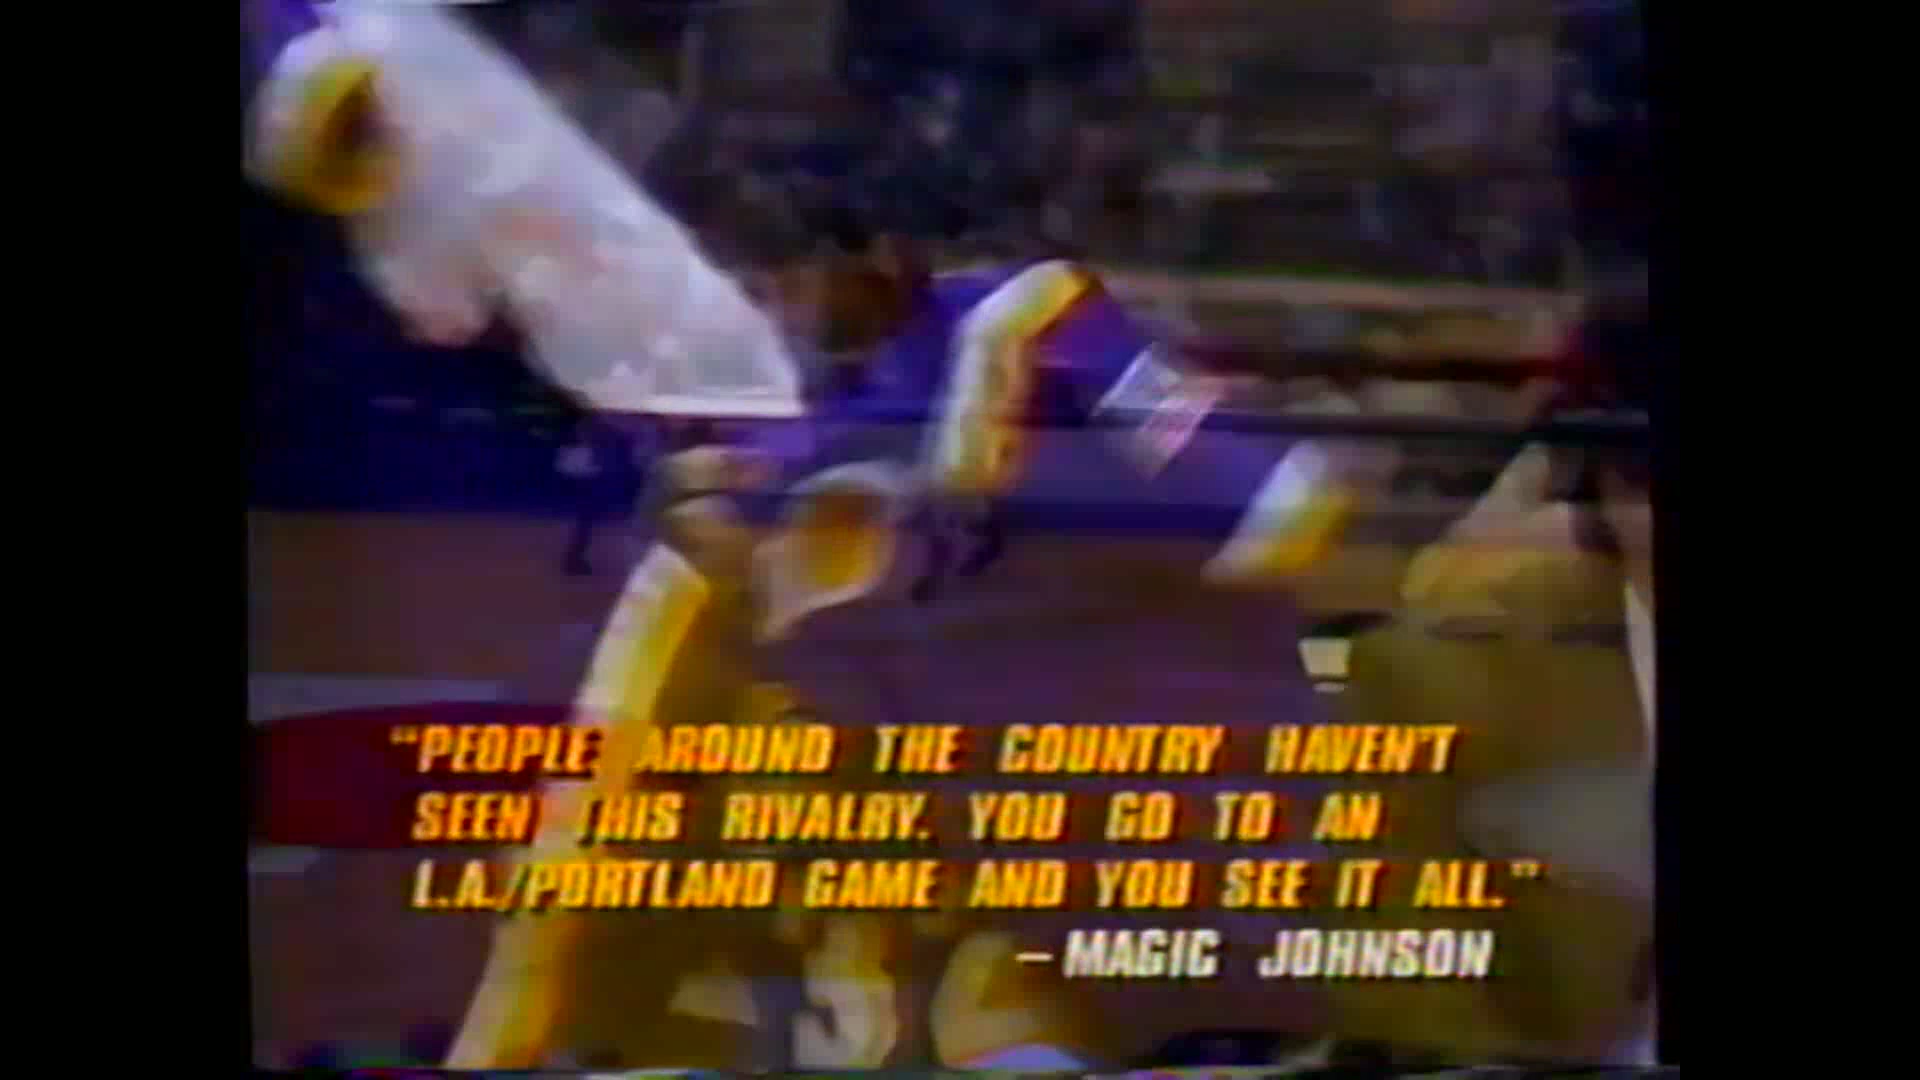 “PEOPLE AROUND THE COUNTRY HAVEN'T
SEEN THIS RIVALRY. YOU GO TO AN
L.A./PORTLAND GAME AND YOU SEE IT ALL.”
– MAGIC JOHNSON